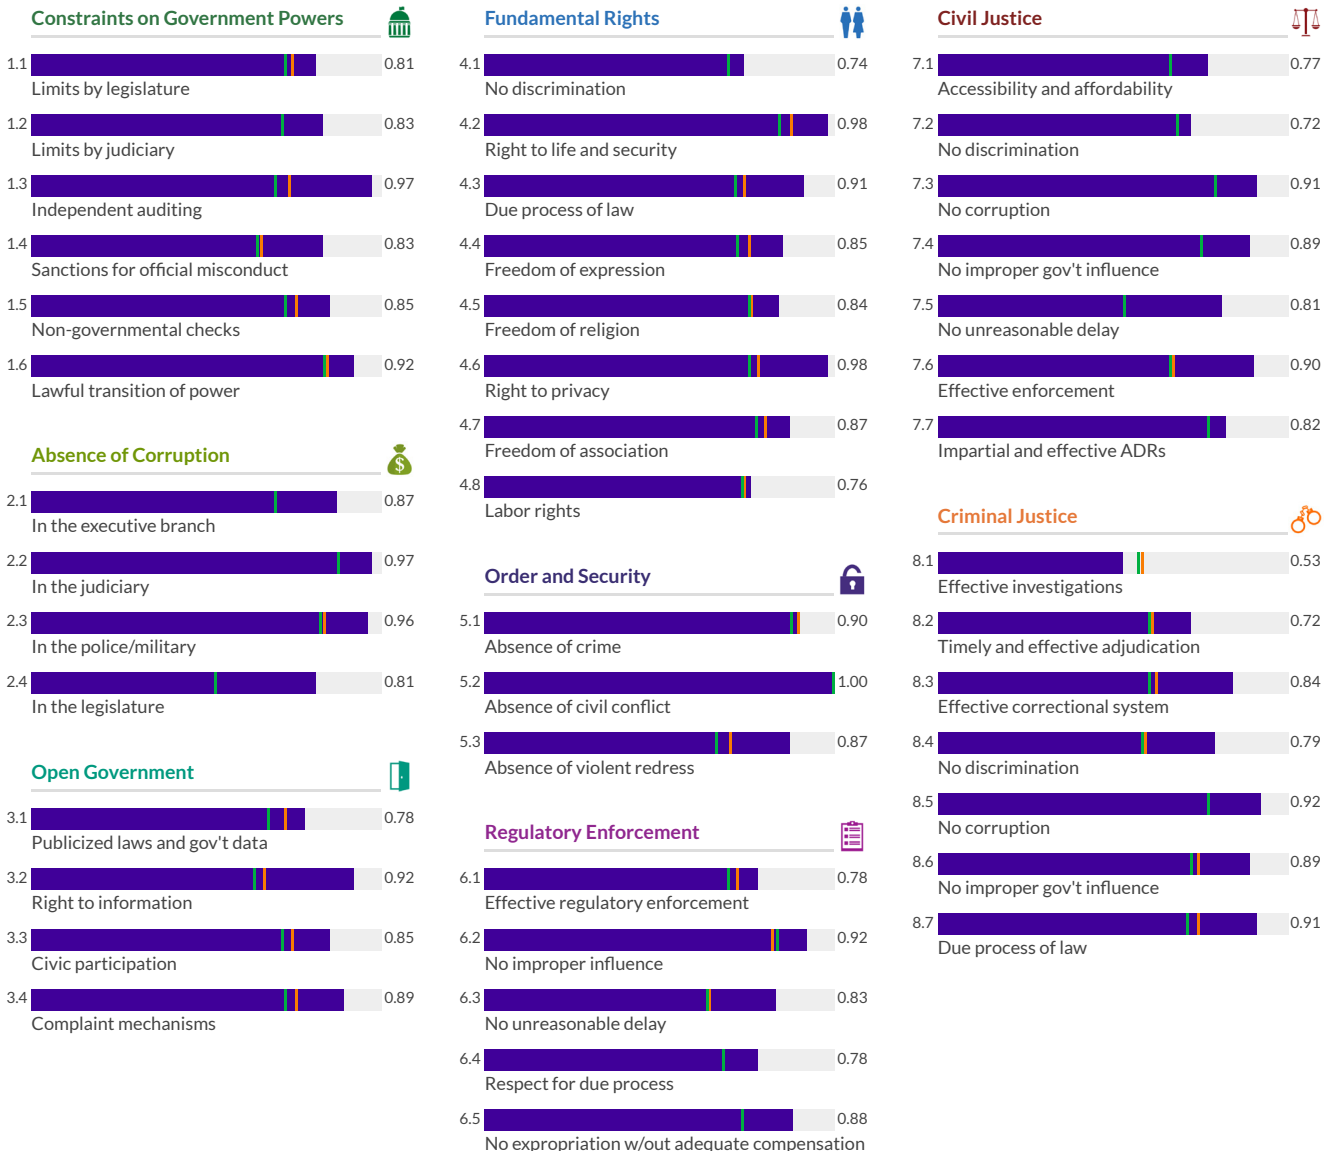 Constraints on Government Powers
1.1 0.81
Limits by legislature
1.2 0.83
Limits by judiciary
1.3 0.97
Independent auditing
1.4 0.83
Sanctions for official misconduct
1.5 0.85
Non-governmental checks
1.6 0.92
Lawful transition of power
Absence of Corruption
$
2.1 0.87
In the executive branch
2.2 0.97
In the judiciary
2.3 0.96
In the police/military
2.4 0.81
In the legislature
Open Government
3.1 0.78
Publicized laws and gov't data
3.2 0.92
Right to information
3.3 0.85
Civic participation
3.4 0.89
Complaint mechanisms
Fundamental Rights
4.1 0.74
No discrimination
4.2 0.98
Right to life and security
4.3 0.91
Due process of law
4.4 0.85
Freedom of expression
4.5 0.84
Freedom of religion
4.6 0.98
Right to privacy
4.7 0.87
Freedom of association
4.8 0.76
Labor rights
Order and Security
5.1 0.90
Absence of crime
5.2 1.00
Absence of civil conflict
5.3 0.87
Absence of violent redress
Regulatory Enforcement
6.1 0.78
Effective regulatory enforcement
6.2 0.92
No improper influence
6.3 0.83
No unreasonable delay
6.4 0.78
Respect for due process
6.5 0.88
No expropriation w/out adequate compensation
Civil Justice
7.1 0.77
Accessibility and affordability
7.2 0.72
No discrimination
7.3 0.91
No corruption
7.4 0.89
No improper gov't influence
7.5 0.81
No unreasonable delay
7.6 0.90
Effective enforcement
7.7 0.82
Impartial and effective ADRs
Criminal Justice
8.1 0.53
Effective investigations
8.2 0.72
Timely and effective adjudication
8.3 0.84
Effective correctional system
8.4 0.79
No discrimination
8.5 0.92
No corruption
8.6 0.89
No improper gov't influence
8.7 0.91
Due process of law